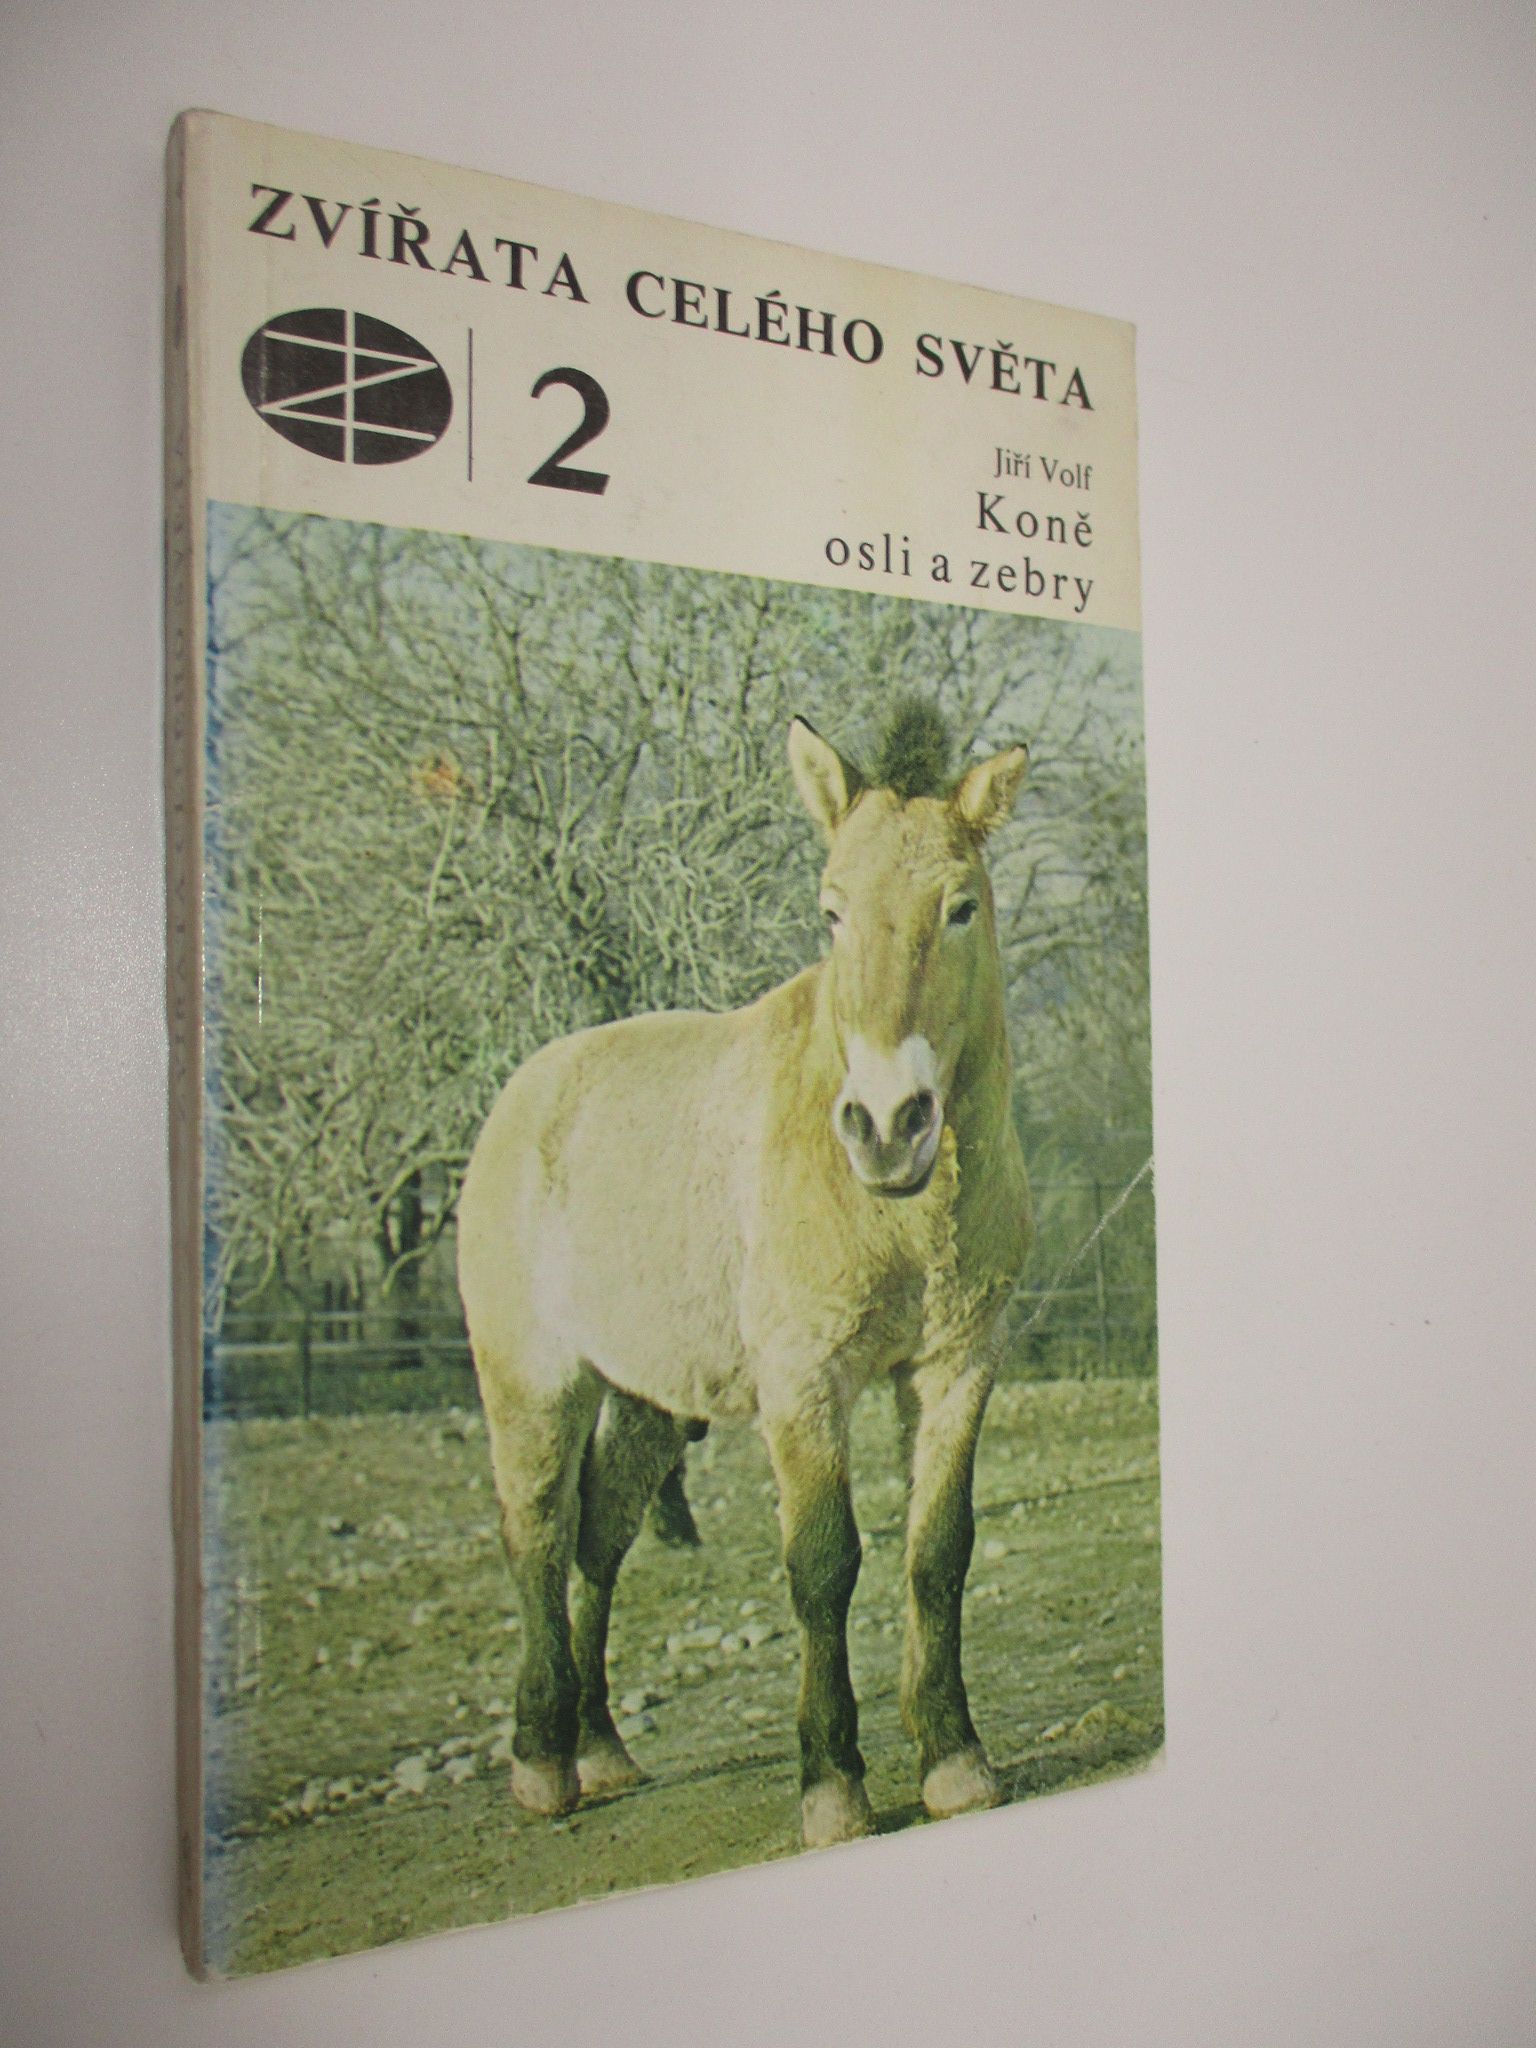 ZVÍŘATA CELÉHO SVĚTA
2
Jiří Volf
Koně
osli a zebry